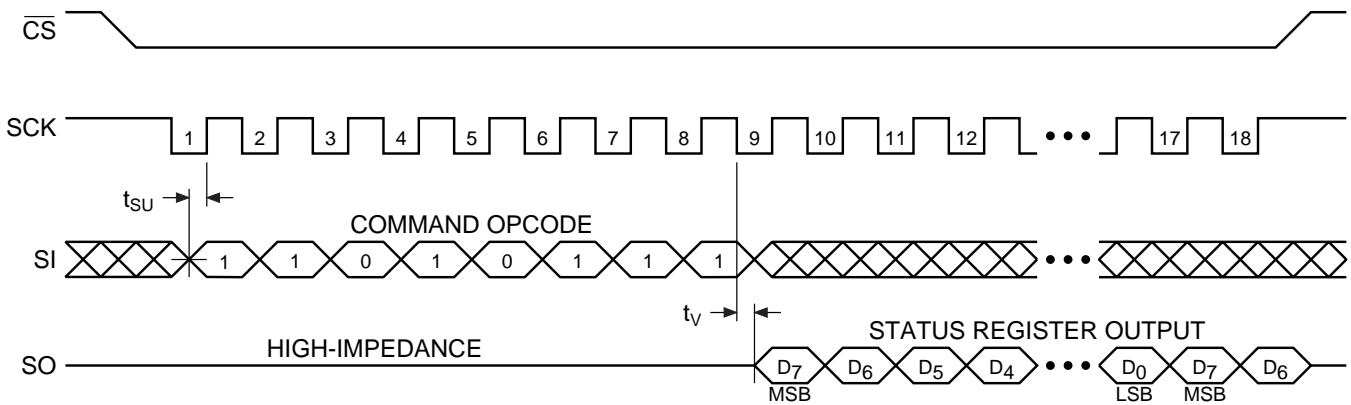 CS
SCK 1 2 3 4 5 6 7 8 9 10 11 12 17 18
tSU
COMMAND OPCODE
SI 1 1 0 1 0 1 1 1
tV
HIGH-IMPEDANCE STATUS REGISTER OUTPUT
SO D7 D6 D5 D4 D0 D7 D6
MSB LSB MSB